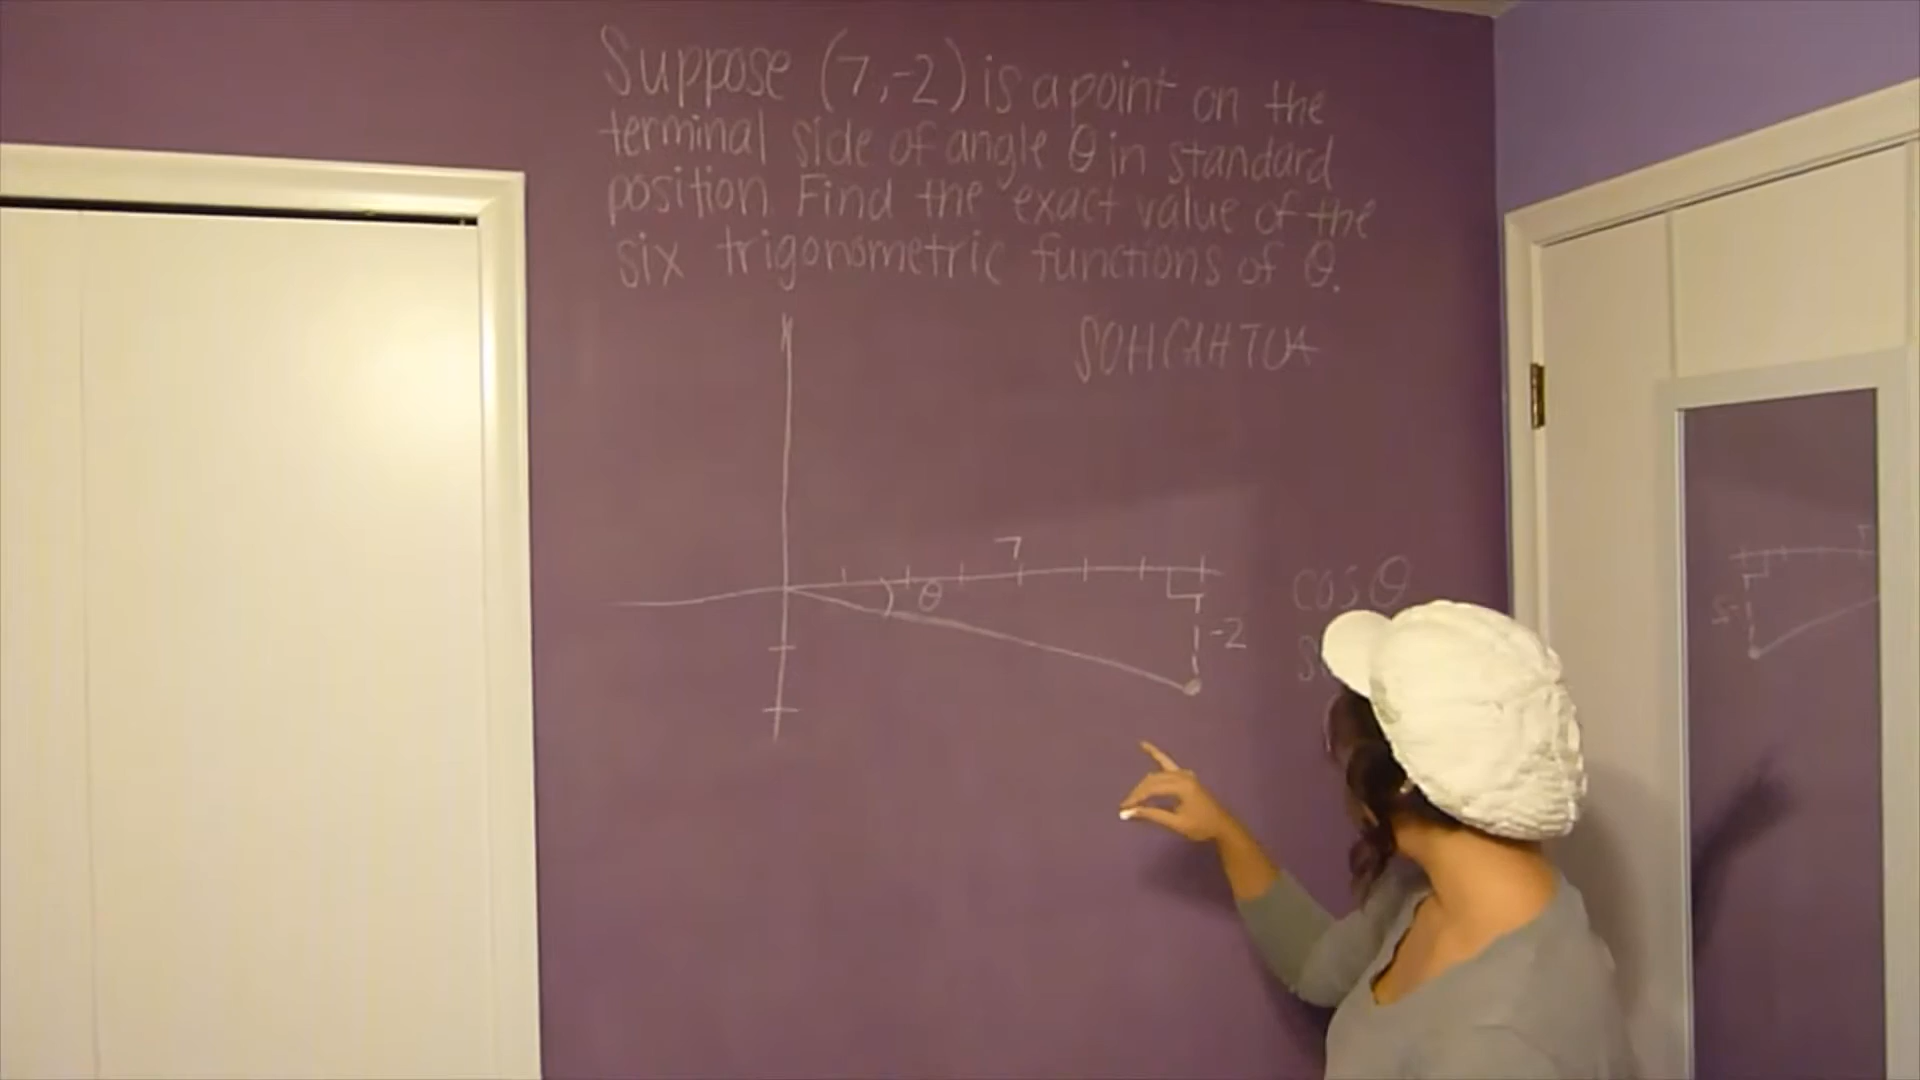 Suppose (7,-2) is a point on the
terminal side of angle θ in standard
position. Find the exact value of the
six trigonometric functions of θ.
SOHCAHTOA
7
θ
-2
cos θ